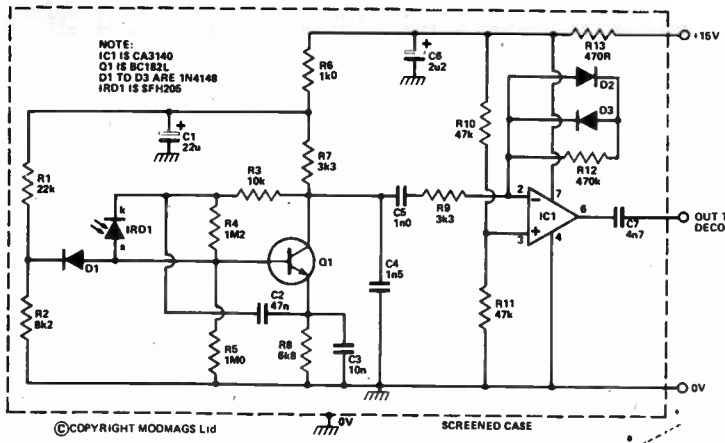 NOTE:
IC1 IS CA3140
Q1 IS BC182L
D1 TO D3 ARE 1N4148
IRD1 IS SFH205
R6
1k0
C6
2u2
R13
470R
+15V
D2
D3
R10
47k
R12
470k
C1
22u
R7
3k3
R1
22k
R3
10k
k
IRD1
a
R4
1M2
C5
1n0
R9
3k3
2
7
IC1
6
3
4
C7
4n7
OUT T
DECO
D1
Q1
R2
8k2
C2
47n
C4
1n5
R5
1M0
R8
6k8
C3
10n
R11
47k
0V
0V
©COPYRIGHT MODMAGS Ltd
SCREENED CASE